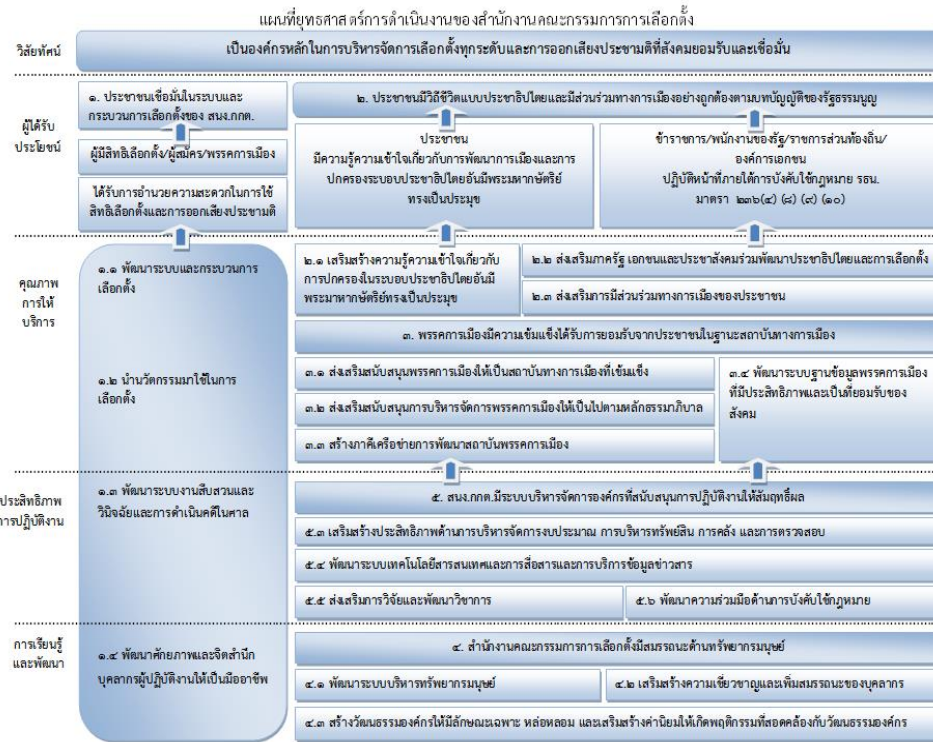 แผนที่ยุทธศาสตร์การดำเนินงานของสำนักงานคณะกรรมการการเลือกตั้ง
วิสัยทัศน์
เป็นองค์กรหลักในการบริหารจัดการเลือกตั้งทุกระดับและการออกเสียงประชามติที่สังคมยอมรับและเชื่อมั่น
ผู้ได้รับ
ประโยชน์
๑. ประชาชนเชื่อมั่นในระบบและ
กระบวนการเลือกตั้งของ สนง.กกต.
ผู้มีสิทธิเลือกตั้ง/ผู้สมัคร/พรรคการเมือง
ได้รับการอำนวยความสะดวกในการใช้
สิทธิเลือกตั้งและการออกเสียงประชามติ
๒. ประชาชนมีวิถีชีวิตแบบประชาธิปไตยและมีส่วนร่วมทางการเมืองอย่างถูกต้องตามบทบัญญัติของรัฐธรรมนูญ
ประชาชน
มีความรู้ความเข้าใจเกี่ยวกับการพัฒนาการเมืองและการ
ปกครองระบอบประชาธิปไตยอันมีพระมหากษัตริย์
ทรงเป็นประมุข
ข้าราชการ/พนักงานของรัฐ/ราชการส่วนท้องถิ่น/
องค์การเอกชน
ปฏิบัติหน้าที่ภายใต้การบังคับใช้กฎหมาย รธน.
มาตรา ๒๓๖(๔) (๘) (๙) (๑๐)
คุณภาพ
การให้
บริการ
๑.๑ พัฒนาระบบและกระบวนการ
เลือกตั้ง
๑.๒ นำนวัตกรรมมาใช้ในการ
เลือกตั้ง
๒.๑ เสริมสร้างความรู้ความเข้าใจเกี่ยวกับ
การปกครองในระบอบประชาธิปไตยอันมี
พระมาหากษัตริย์ทรงเป็นประมุข
๒.๒ ส่งเสริมภาครัฐ เอกชนและประชาสังคมร่วมพัฒนาประชาธิปไตยและการเลือกตั้ง
๒.๓ ส่งเสริมการมีส่วนร่วมทางการเมืองของประชาชน
๓. พรรคการเมืองมีความเข้มแข็งได้รับการยอมรับจากประชาชนในฐานะสถาบันทางการเมือง
๓.๑ ส่งเสริมสนับสนุนพรรคการเมืองให้เป็นสถาบันทางการเมืองที่เข้มแข็ง
๓.๒ ส่งเสริมสนับสนุนการบริหารจัดการพรรคการเมืองให้เป็นไปตามหลักธรรมาภิบาล
๓.๓ สร้างภาคีเครือข่ายการพัฒนาสถาบันพรรคการเมือง
๓.๔ พัฒนาระบบฐานข้อมูลพรรคการเมือง
ที่มีประสิทธิภาพและเป็นที่ยอมรับของ
สังคม
ประสิทธิภาพ
การปฏิบัติงาน
๑.๓ พัฒนาระบบงานสืบสวนและ
วินิจฉัยและการดำเนินคดีในศาล
๕. สนง.กกต.มีระบบบริหารจัดการองค์กรที่สนับสนุนการปฏิบัติงานให้สัมฤทธิ์ผล
๕.๓ เสริมสร้างประสิทธิภาพด้านการบริหารจัดการงบประมาณ การบริหารทรัพย์สิน การคลัง และการตรวจสอบ
๕.๔ พัฒนาระบบเทคโนโลยีสารสนเทศและการสื่อสารและการบริการข้อมูลข่าวสาร
๕.๕ ส่งเสริมการวิจัยและพัฒนาวิชาการ
๕.๖ พัฒนาความร่วมมือด้านการบังคับใช้กฎหมาย
การเรียนรู้
และพัฒนา
๑.๔ พัฒนาศักยภาพและจิตสำนึก
บุคลากรผู้ปฏิบัติงานให้เป็นมืออาชีพ
๔. สำนักงานคณะกรรมการการเลือกตั้งมีสมรรถนะด้านทรัพยากรมนุษย์
๔.๑ พัฒนาระบบบริหารทรัพยากรมนุษย์
๔.๒ เสริมสร้างความเชี่ยวชาญและเพิ่มสมรรถนะของบุคลากร
๔.๓ สร้างวัฒนธรรมองค์กรให้มีลักษณะเฉพาะ หล่อหลอม และเสริมสร้างค่านิยมให้เกิดพฤติกรรมที่สอดคล้องกับวัฒนธรรมองค์กร